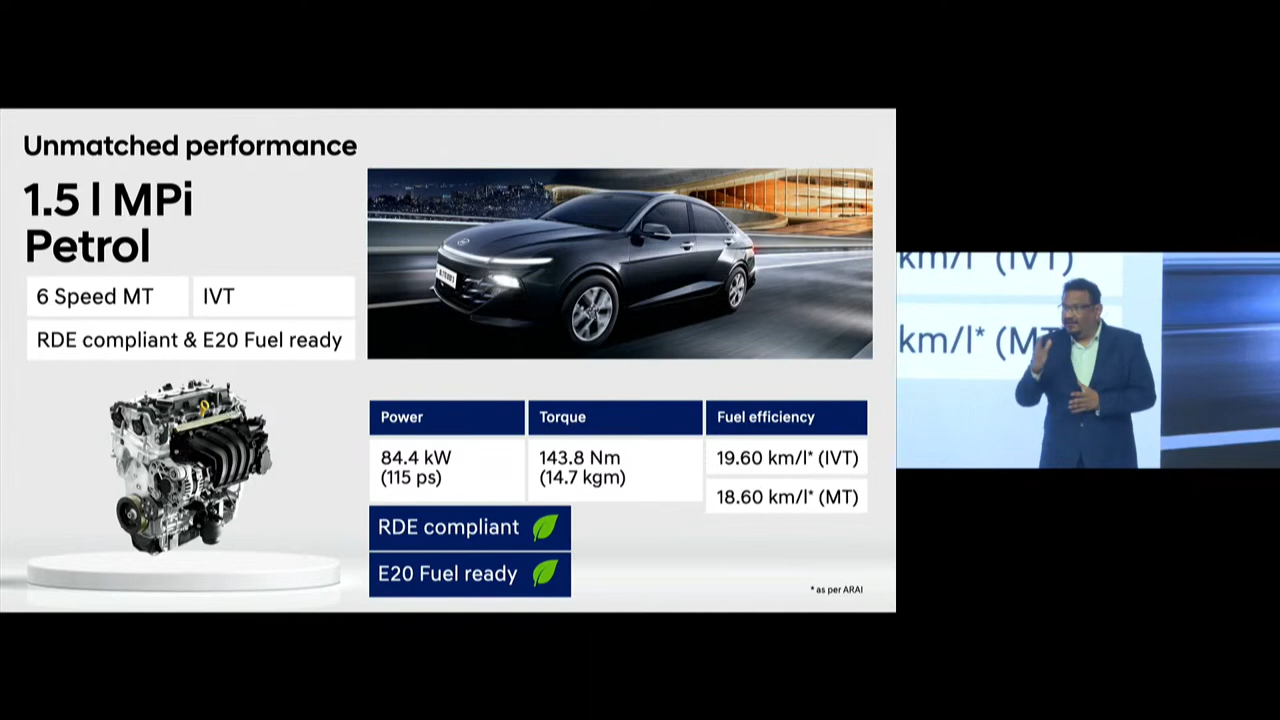 Unmatched performance
1.5 l MPi
Petrol
6 Speed MT
IVT
RDE compliant & E20 Fuel ready
Power
Torque
Fuel efficiency
84.4 kW
(115 ps)
143.8 Nm
(14.7 kgm)
19.60 km/l* (IVT)
18.60 km/l* (MT)
RDE compliant
E20 Fuel ready
* as per ARAI
km/l* (IVT)
km/l* (MT)